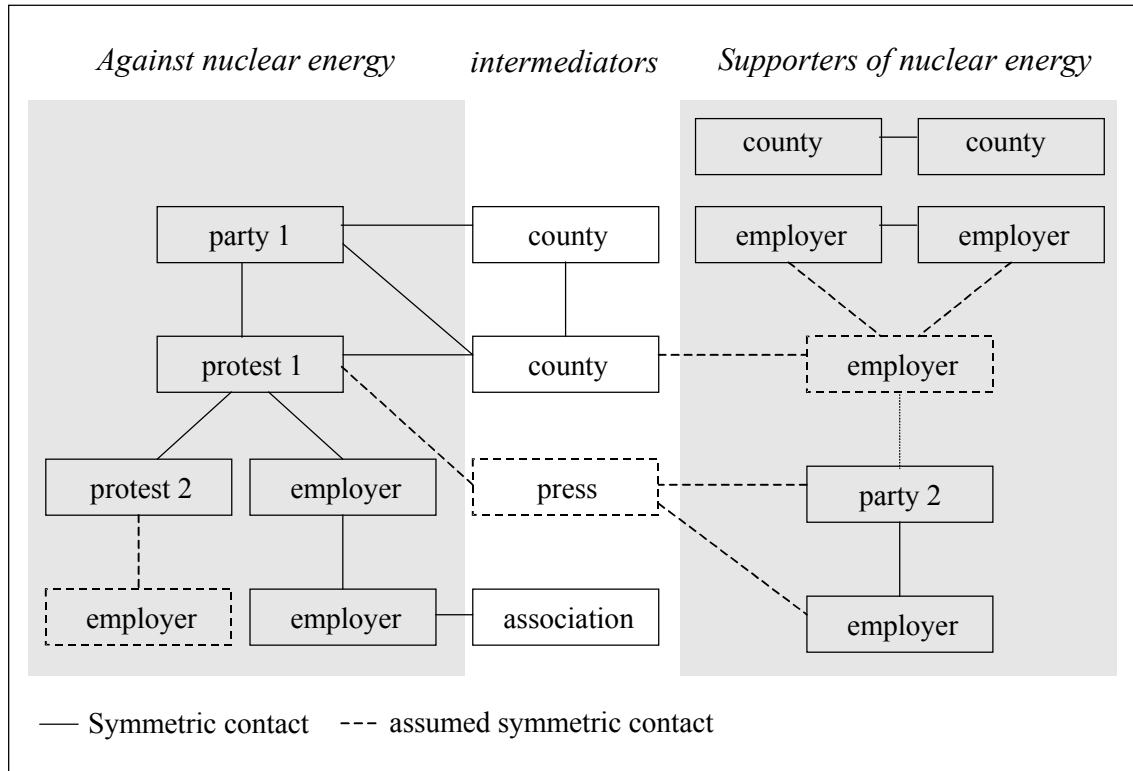 Against nuclear energy
intermediators
Supporters of nuclear energy
county county
party 1 county employer employer
protest 1 county employer
protest 2 employer press party 2
employer employer association employer
Symmetric contact assumed symmetric contact